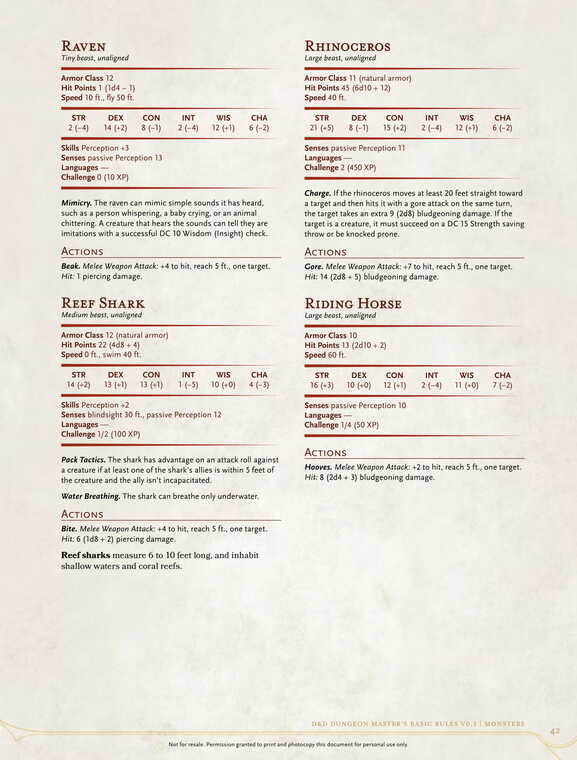 Raven
Tiny beast, unaligned
Armor Class 12
Hit Points 1 (1d4 − 1)
Speed 10 ft., fly 50 ft.
STR DEX CON INT WIS CHA
2 (−4) 14 (+2) 8 (−1) 2 (−4) 12 (+1) 6 (−2)
Skills Perception +3
Senses passive Perception 13
Languages —
Challenge 0 (10 XP)
Mimicry. The raven can mimic simple sounds it has heard,
such as a person whispering, a baby crying, or an animal
chittering. A creature that hears the sounds can tell they are
imitations with a successful DC 10 Wisdom (Insight) check.
Actions
Beak. Melee Weapon Attack: +4 to hit, reach 5 ft., one target.
Hit: 1 piercing damage.
Reef Shark
Medium beast, unaligned
Armor Class 12 (natural armor)
Hit Points 22 (4d8 + 4)
Speed 0 ft., swim 40 ft.
STR DEX CON INT WIS CHA
14 (+2) 13 (+1) 13 (+1) 1 (−5) 10 (+0) 4 (−3)
Skills Perception +2
Senses blindsight 30 ft., passive Perception 12
Languages —
Challenge 1/2 (100 XP)
Pack Tactics. The shark has advantage on an attack roll against
a creature if at least one of the shark's allies is within 5 feet of
the creature and the ally isn't incapacitated.
Water Breathing. The shark can breathe only underwater.
Actions
Bite. Melee Weapon Attack: +4 to hit, reach 5 ft., one target.
Hit: 6 (1d8 + 2) piercing damage.
Reef sharks measure 6 to 10 feet long, and inhabit
shallow waters and coral reefs.
Rhinoceros
Large beast, unaligned
Armor Class 11 (natural armor)
Hit Points 45 (6d10 + 12)
Speed 40 ft.
STR DEX CON INT WIS CHA
21 (+5) 8 (−1) 15 (+2) 2 (−4) 12 (+1) 6 (−2)
Senses passive Perception 11
Languages —
Challenge 2 (450 XP)
Charge. If the rhinoceros moves at least 20 feet straight toward
a target and then hits it with a gore attack on the same turn,
the target takes an extra 9 (2d8) bludgeoning damage. If the
target is a creature, it must succeed on a DC 15 Strength saving
throw or be knocked prone.
Actions
Gore. Melee Weapon Attack: +7 to hit, reach 5 ft., one target.
Hit: 14 (2d8 + 5) bludgeoning damage.
Riding Horse
Large beast, unaligned
Armor Class 10
Hit Points 13 (2d10 + 2)
Speed 60 ft.
STR DEX CON INT WIS CHA
16 (+3) 10 (+0) 12 (+1) 2 (−4) 11 (+0) 7 (−2)
Senses passive Perception 10
Languages —
Challenge 1/4 (50 XP)
Actions
Hooves. Melee Weapon Attack: +2 to hit, reach 5 ft., one target.
Hit: 8 (2d4 + 3) bludgeoning damage.
D&D Dungeon Master's Basic Rules v0.3 | Monsters
42
Not for resale. Permission granted to print and photocopy this document for personal use only.